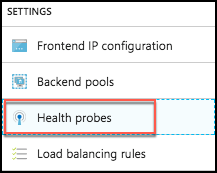 SETTINGS
Frontend IP configuration
Backend pools
Health probes
Load balancing rules